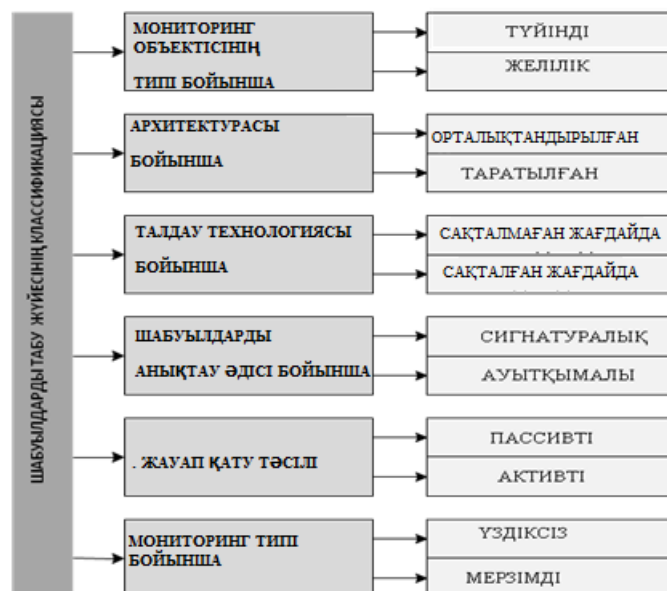 ШАБУЫЛДАРДЫ ТАБУ ЖҮЙЕСІНІҢ КЛАССИФИКАЦИЯСЫ
МОНИТОРИНГ
ОБЪЕКТІСІНІҢ
ТИПІ БОЙЫНША
ТҮЙІНДІ
ЖЕЛІЛІК
АРХИТЕКТУРАСЫ
БОЙЫНША
ОРТАЛЫҚТАНДЫРЫЛҒАН
ТАРАТЫЛҒАН
ТАЛДАУ ТЕХНОЛОГИЯСЫ
БОЙЫНША
САҚТАЛМАҒАН ЖАҒДАЙДА
САҚТАЛҒАН ЖАҒДАЙДА
ШАБУЫЛДАРДЫ
АНЫҚТАУ ӘДІСІ БОЙЫНША
СИГНАТУРАЛЫҚ
АУЫТҚЫМАЛЫ
. ЖАУАП ҚАТУ ТӘСІЛІ
ПАССИВТІ
АКТИВТІ
МОНИТОРИНГ ТИПІ
БОЙЫНША
ҮЗДІКСІЗ
МЕРЗІМДІ